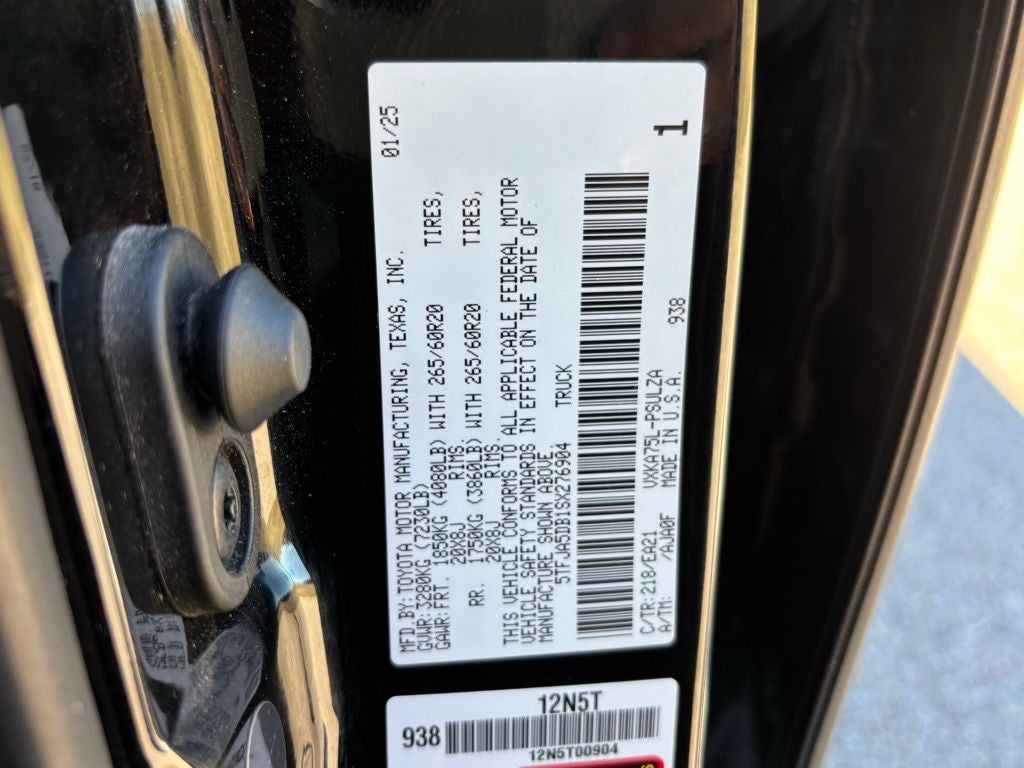 01/25
MFD BY:TOYOTA MOTOR MANUFACTURING, TEXAS, INC.
GVWR:3280KG (7230LB)
GAWR:FRT. 1850KG (4080LB) WITH 265/60R20 TIRES,
20X8J RIMS
RR. 1750KG (3860LB) WITH 265/60R20 TIRES,
20X8J RIMS.
THIS VEHICLE CONFORMS TO ALL APPLICABLE FEDERAL MOTOR
VEHICLE SAFETY STANDARDS IN EFFECT ON THE DATE OF
MANUFACTURE SHOWN ABOVE.
5TFJA5DB1SX276904 TRUCK
C/TR:218/EA21 VXKA75L-PSULZA 938
A/TM: /AJA0F MADE IN U.S.A.
1
12N5T
938
12N5T00904